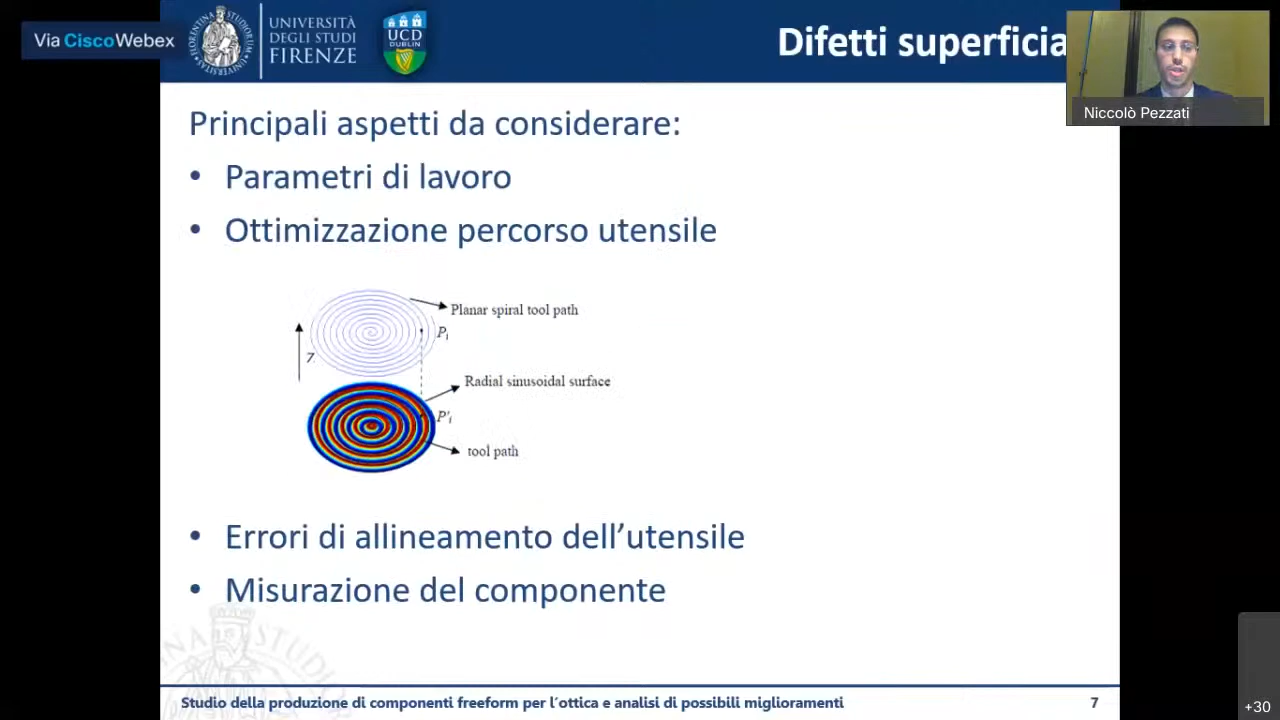 Via CiscoWebex
UNIVERSITÀ
DEGLI STUDI
FIRENZE
UCD
DUBLIN
Difetti superficia
Niccolò Pezzati
Principali aspetti da considerare:
• Parametri di lavoro
• Ottimizzazione percorso utensile
Planar spiral tool path
Pi
Z
Radial sinusoidal surface
P'i
tool path
• Errori di allineamento dell'utensile
• Misurazione del componente
Studio della produzione di componenti freeform per l'ottica e analisi di possibili miglioramenti
7
+30